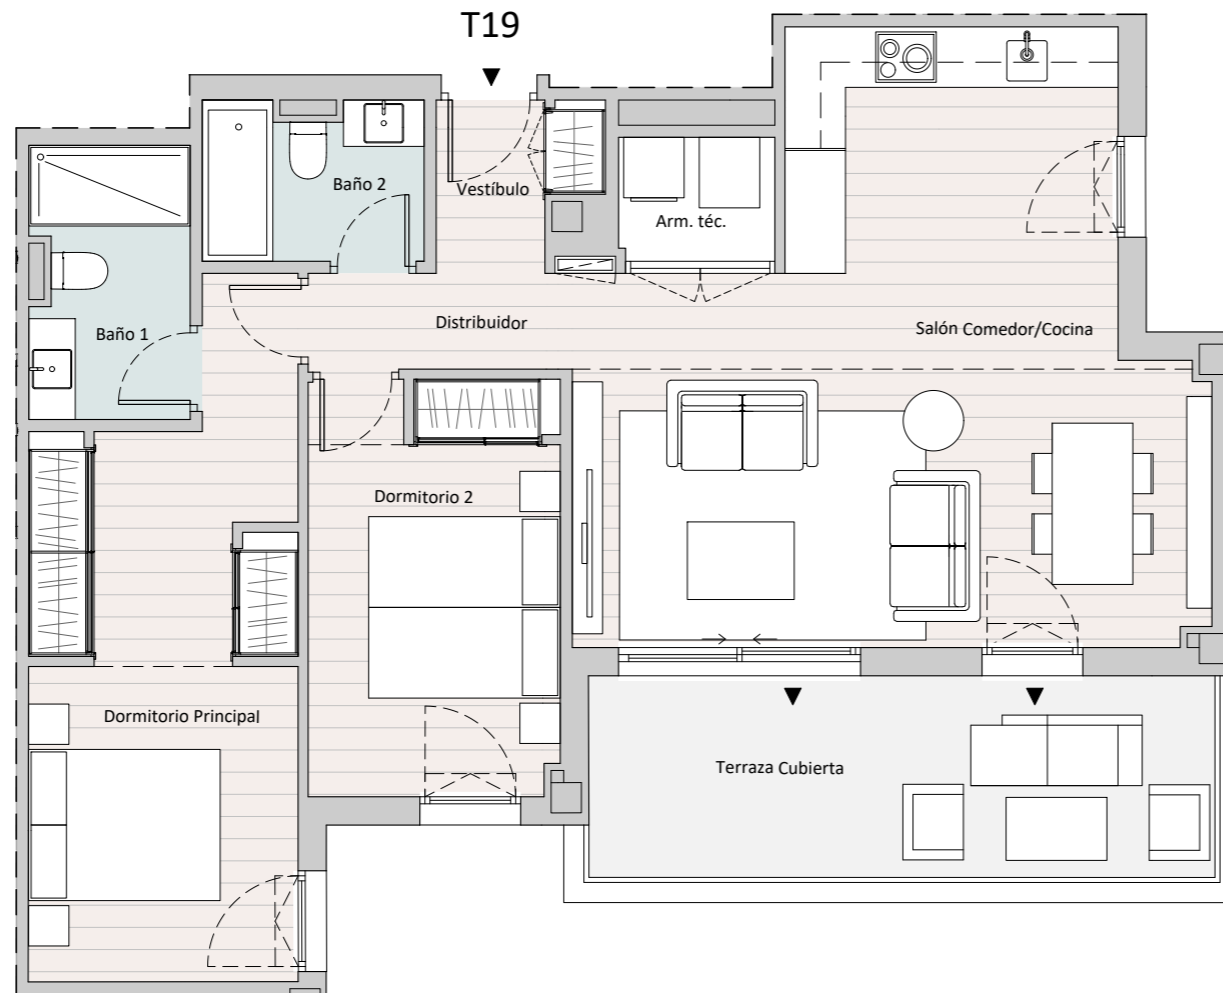 T19
Baño 2
Vestíbulo
Arm. téc.
Baño 1
Distribuidor
Salón Comedor/Cocina
Dormitorio 2
Dormitorio Principal
Terraza Cubierta